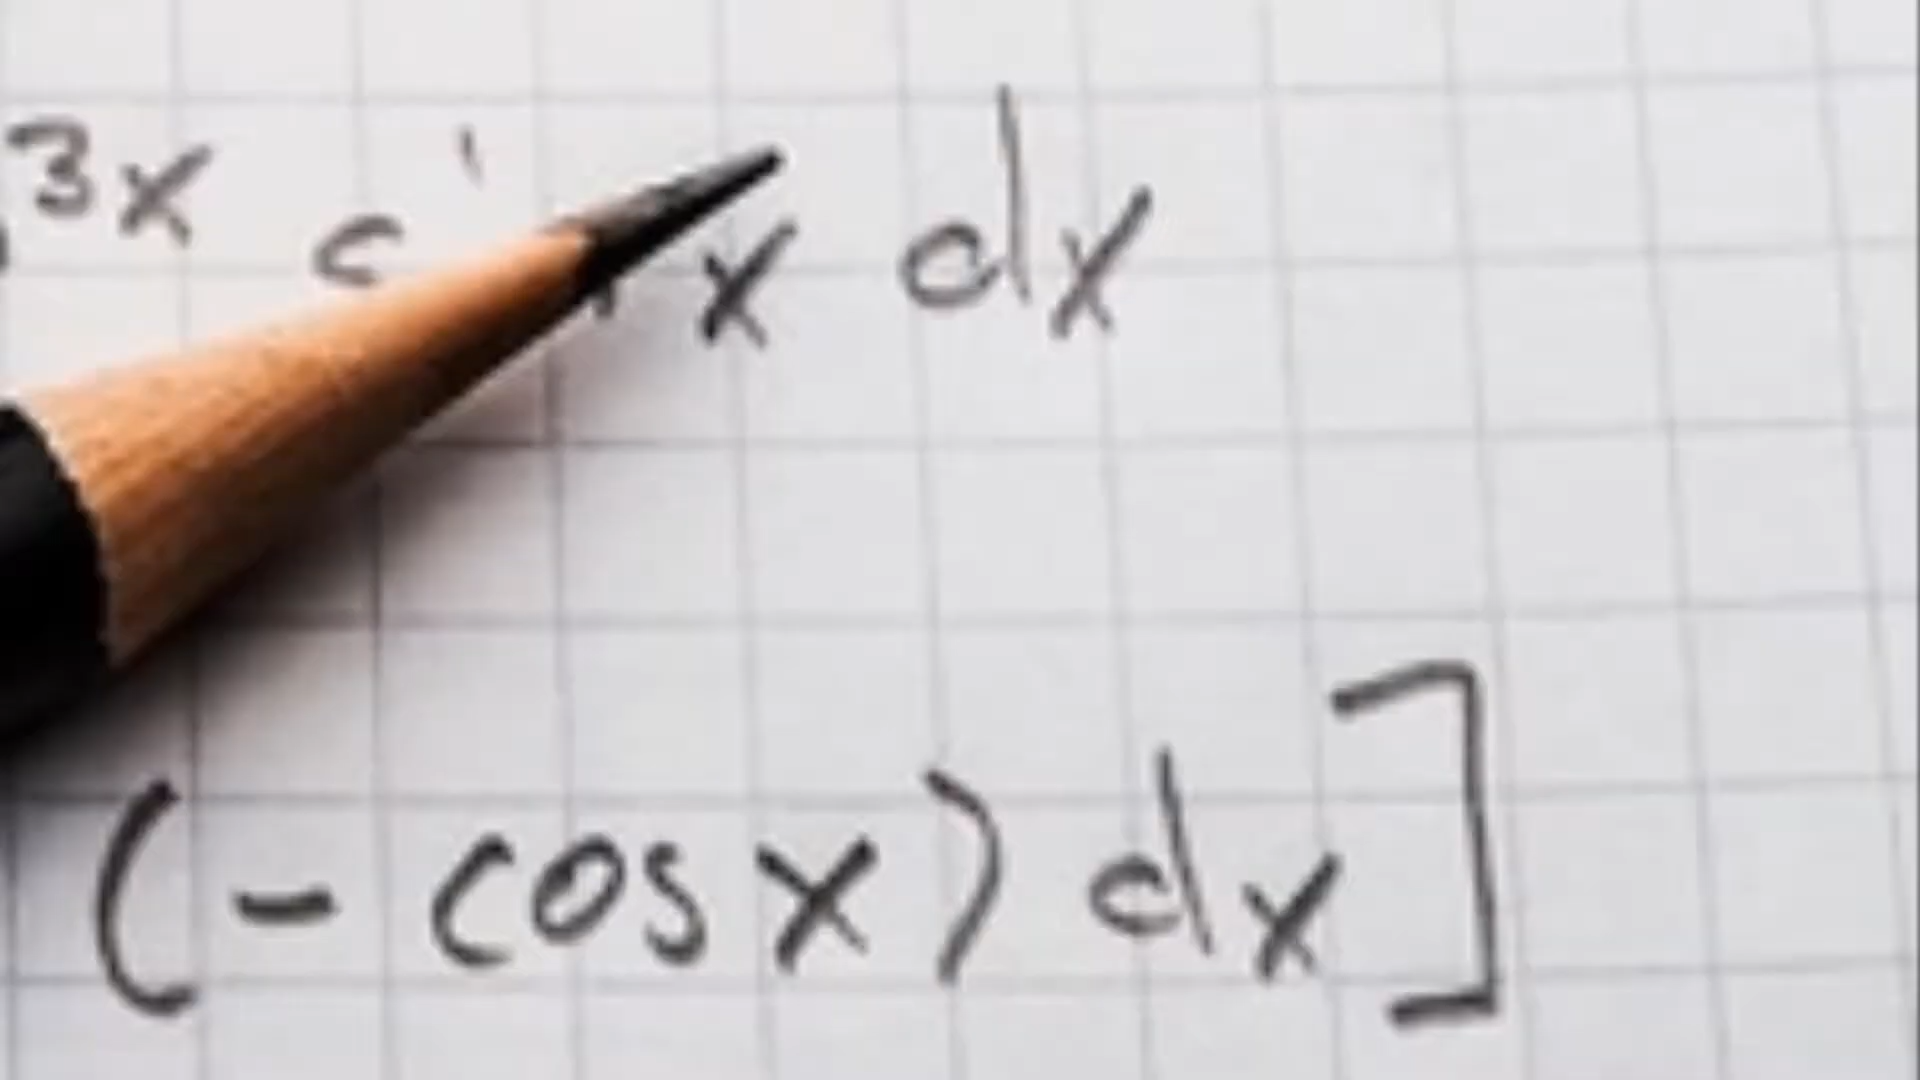 3x x dx
(- cos x) dx]